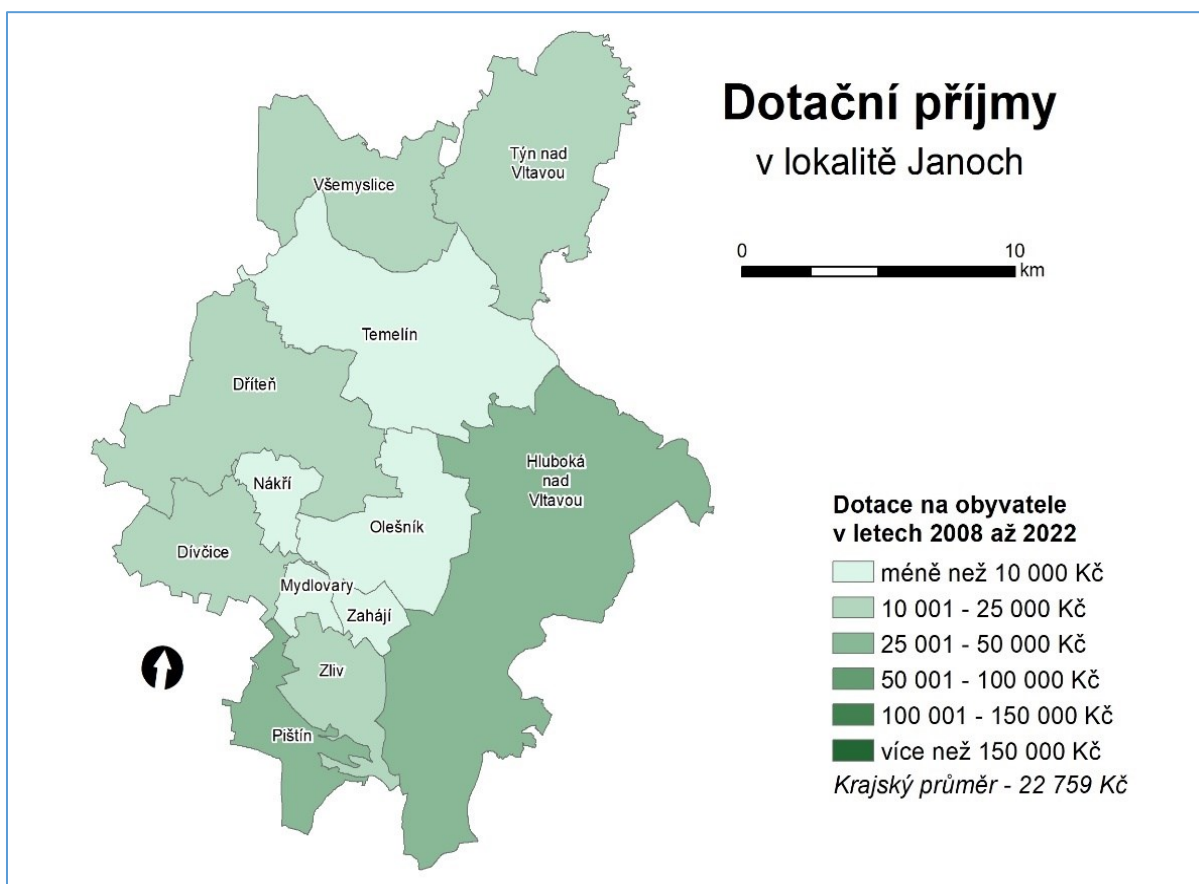 Dotační příjmy
v lokalitě Janoch
0 10
km
Týn nad
Vltavou
Všemyslice
Temelín
Dříteň
Hluboká
nad
Vltavou
Nákří
Olešník
Dívčice
Mydlovary
Zahájí
Zliv
Pištín
Dotace na obyvatele
v letech 2008 až 2022
méně než 10 000 Kč
10 001 - 25 000 Kč
25 001 - 50 000 Kč
50 001 - 100 000 Kč
100 001 - 150 000 Kč
více než 150 000 Kč
Krajský průměr - 22 759 Kč